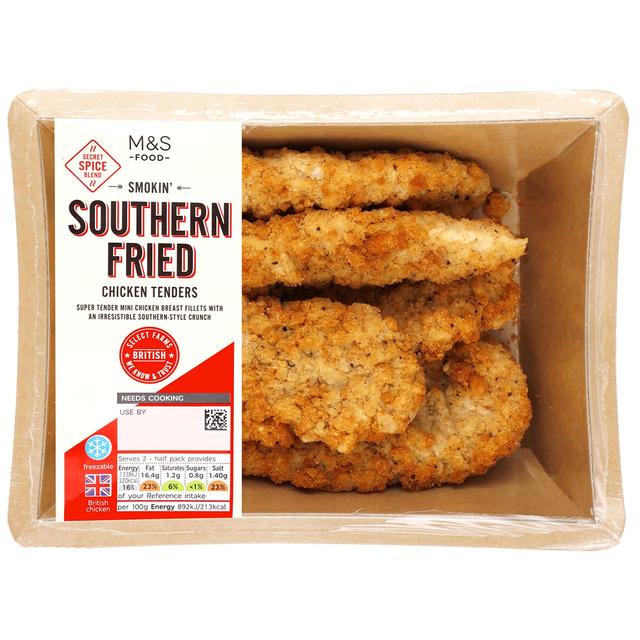 M&S
-FOOD-
SECRET
SPICE
BLEND
SMOKIN'
SOUTHERN
FRIED
CHICKEN TENDERS
SUPER TENDER MINI CHICKEN BREAST FILLETS WITH
AN IRRESISTIBLE SOUTHERN-STYLE CRUNCH
SELECT FARMS
BRITISH
WE KNOW & TRUST
NEEDS COOKING
USE BY
freezable
British
chicken
Serves 2 - half pack provides
Energy: Fat Saturates Sugars Salt
1338kJ 16.4g 1.2g 0.8g 1.40g
320kcal
16% 23% 6% <1% 23%
of your Reference intake
per 100g Energy 892kJ/213kcal